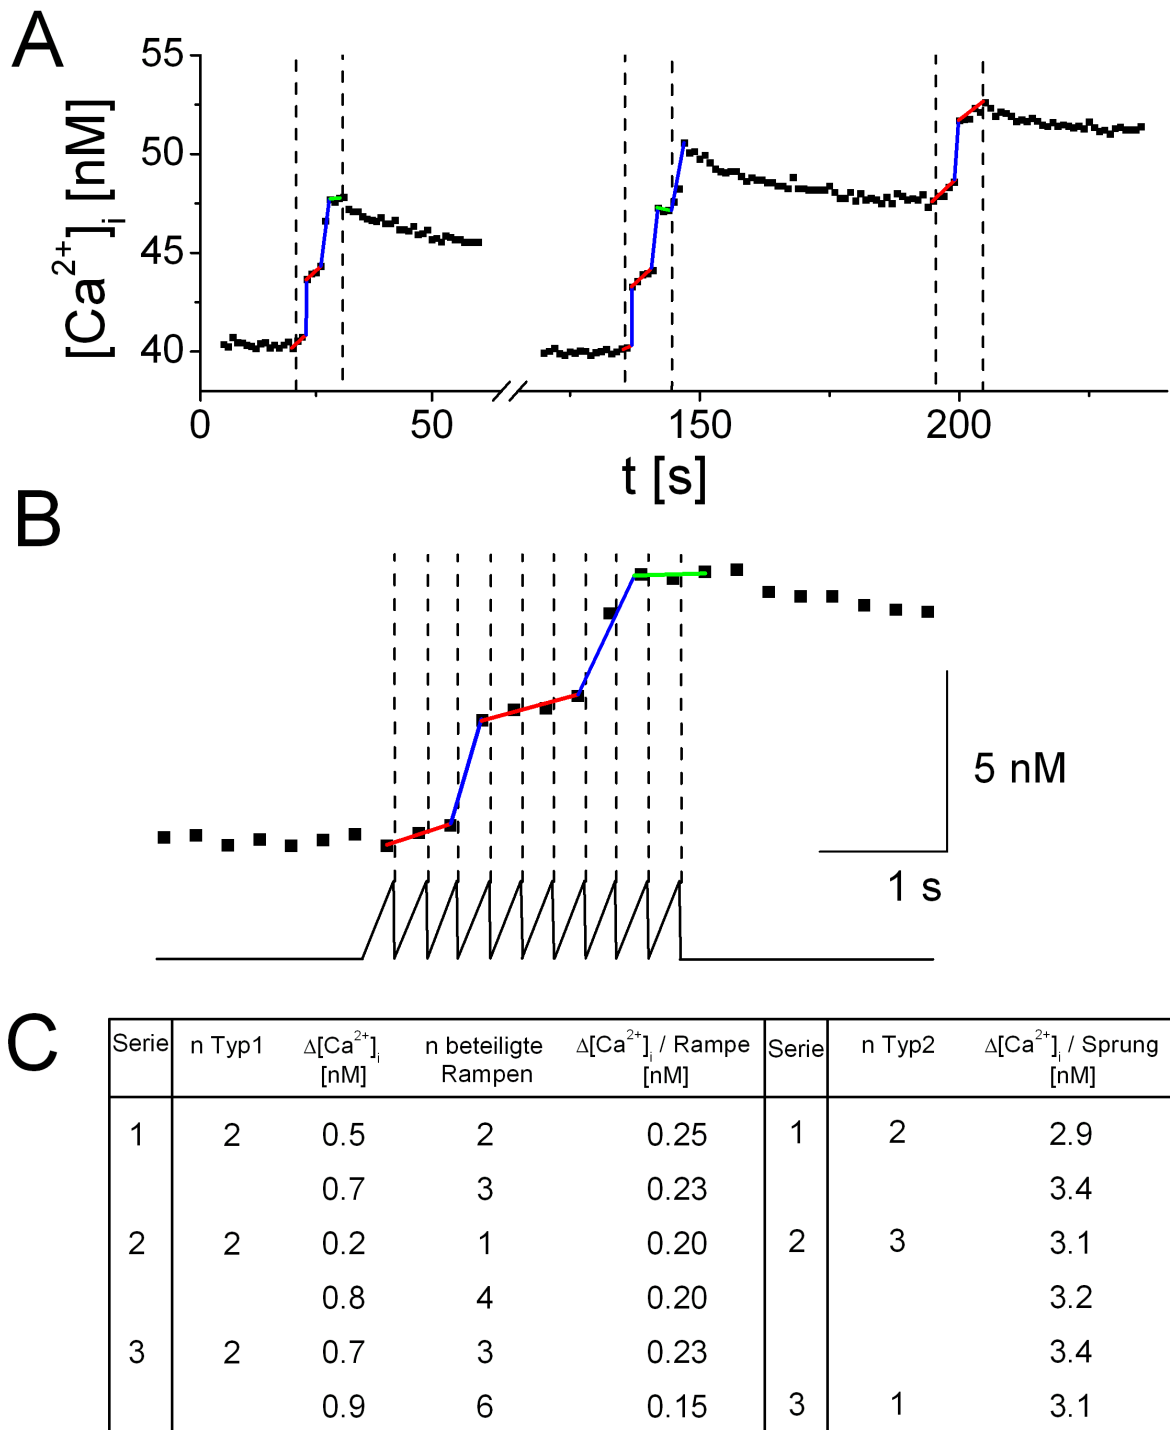 A
55
50
45
40
[Ca2+]i [nM]
0 50 150 200
t [s]
B
5 nM
1 s
C
Serie n Typ1 Δ[Ca2+]i n beteiligte Δ[Ca2+]i / Rampe Serie n Typ2 Δ[Ca2+]i / Sprung
[nM] Rampen [nM] [nM]
1 2 0.5 2 0.25 1 2 2.9
0.7 3 0.23 3.4
2 2 0.2 1 0.20 2 3 3.1
0.8 4 0.20 3.2
3 2 0.7 3 0.23 3.4
0.9 6 0.15 3 1 3.1